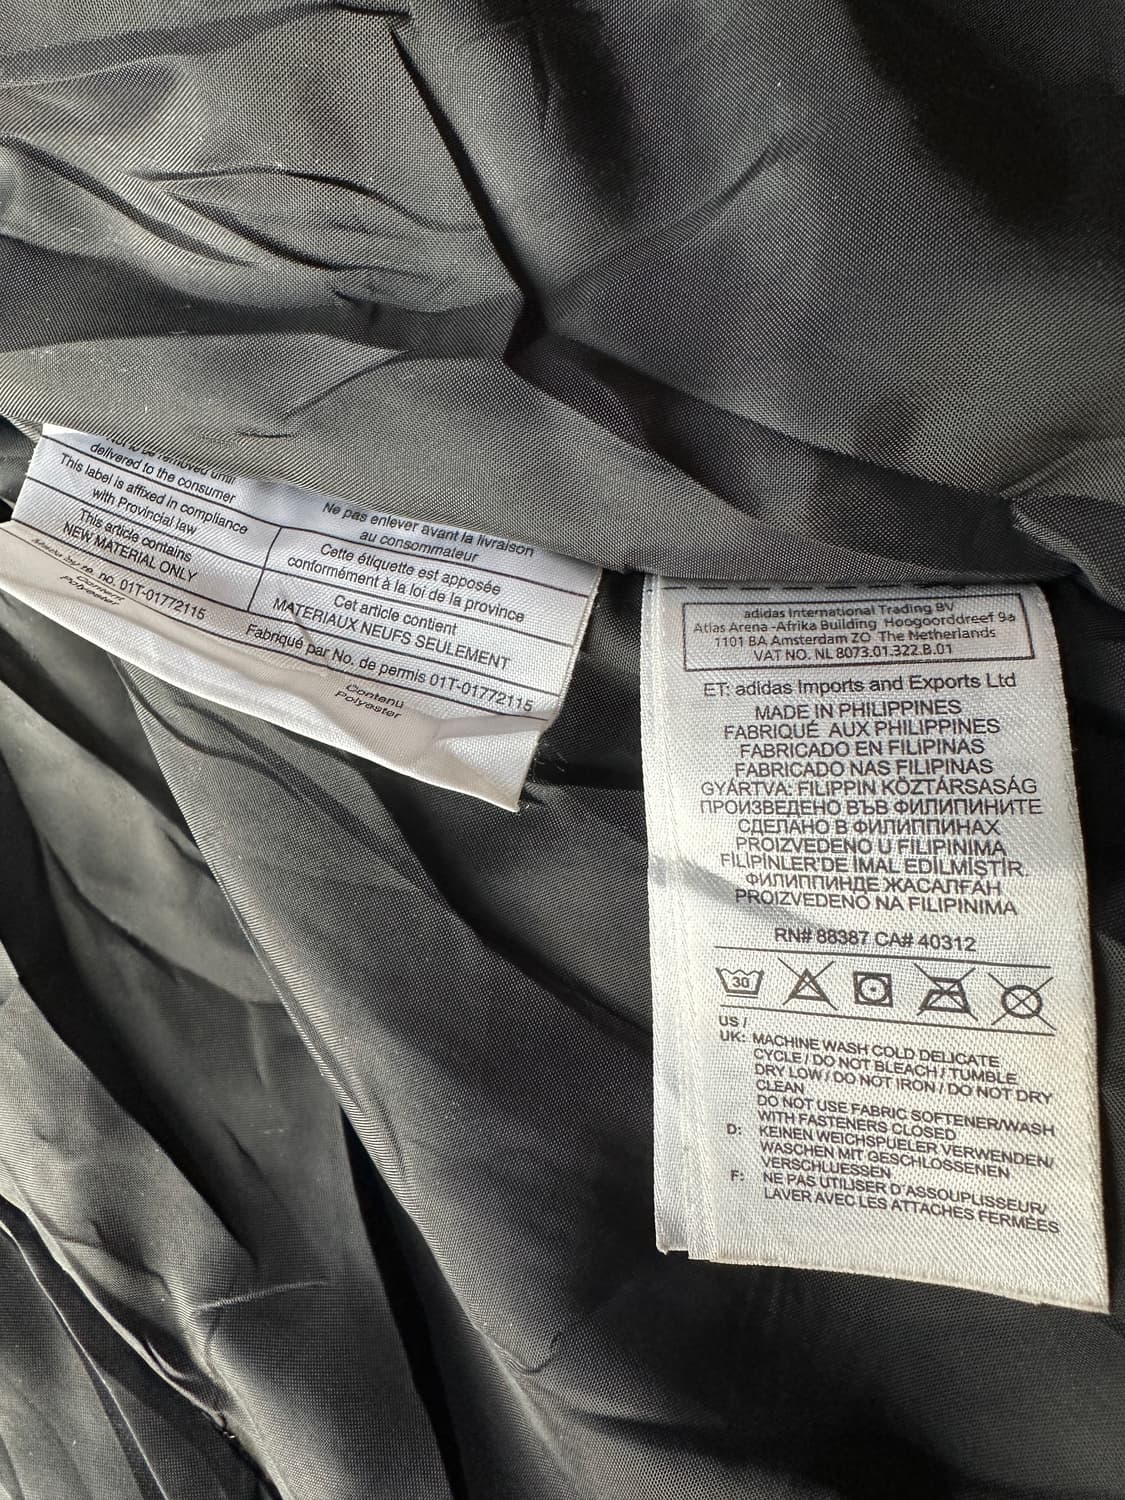 delivered to the consumer
This label is affixed in compliance
with Provincial law
This article contains
NEW MATERIAL ONLY
Made by re. no. 01T-01772115
Content
Polyester
Ne pas enlever avant la livraison
au consommateur
Cette étiquette est apposée
conformément à la loi de la province
Cet article contient
MATERIAUX NEUFS SEULEMENT
Fabriqué par No. de permis 01T-01772115
Contenu
Polyester
adidas International Trading BV
Atlas Arena -Afrika Building Hoogoorddreef 9a
1101 BA Amsterdam ZO The Netherlands
VAT NO. NL 8073.01.322.B.01
ET: adidas Imports and Exports Ltd
MADE IN PHILIPPINES
FABRIQUÉ AUX PHILIPPINES
FABRICADO EN FILIPINAS
FABRICADO NAS FILIPINAS
GYÁRTVA: FILIPPIN KÖZTÁRSASÁG
ПРОИЗВЕДЕНО ВЪВ ФИЛИПИНИТЕ
СДЕЛАНО В ФИЛИППИНАХ
PROIZVEDENO U FILIPINIMA
FİLİPİNLER'DE İMAL EDİLMİŞTİR.
ФИЛИППИНДЕ ЖАСАЛҒАН
PROIZVEDENO NA FILIPINIMA
RN# 88387 CA# 40312
30
US /
UK: MACHINE WASH COLD DELICATE
CYCLE / DO NOT BLEACH / TUMBLE
DRY LOW / DO NOT IRON / DO NOT DRY
CLEAN
DO NOT USE FABRIC SOFTENER/WASH
WITH FASTENERS CLOSED
D: KEINEN WEICHSPUELER VERWENDEN/
WASCHEN MIT GESCHLOSSENEN
VERSCHLUESSEN
F: NE PAS UTILISER D'ASSOUPLISSEUR/
LAVER AVEC LES ATTACHES FERMÉES